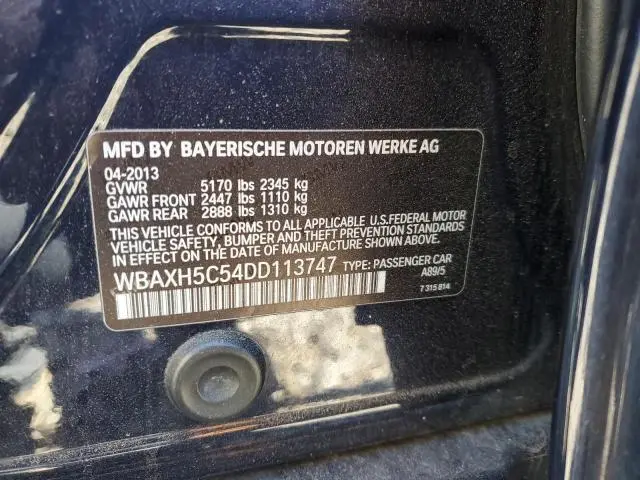 MFD BY BAYERISCHE MOTOREN WERKE AG
04-2013
GVWR 5170 lbs 2345 kg
GAWR FRONT 2447 lbs 1110 kg
GAWR REAR 2888 lbs 1310 kg
THIS VEHICLE CONFORMS TO ALL APPLICABLE U.S.FEDERAL MOTOR
VEHICLE SAFETY, BUMPER, AND THEFT PREVENTION STANDARDS
IN EFFECT ON THE DATE OF MANUFACTURE SHOWN ABOVE.
WBAXH5C54DD113747 TYPE: PASSENGER CAR
A89/5
7 315 814